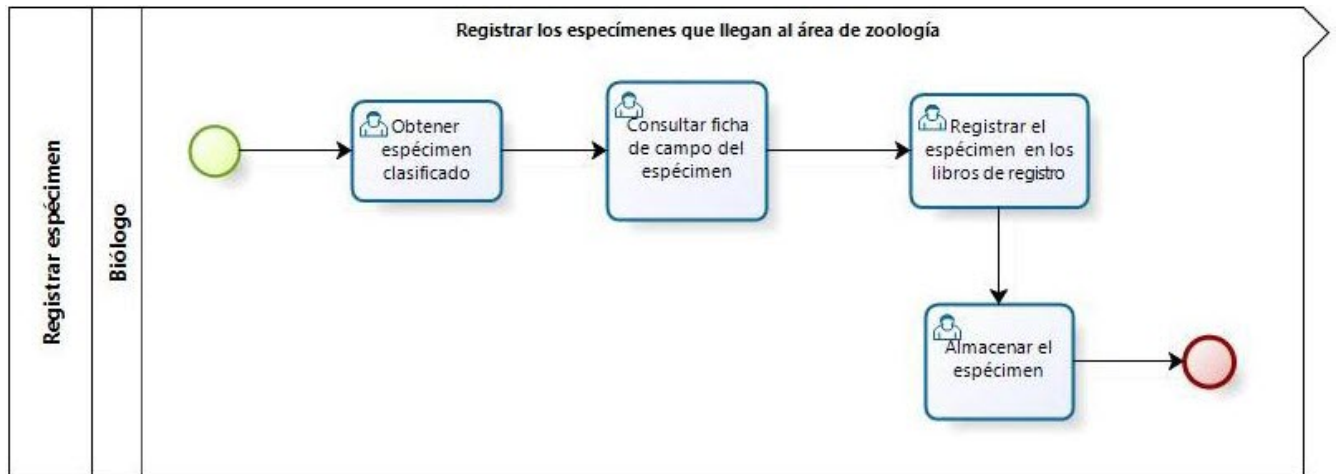 Registrar los especímenes que llegan al área de zoología
Registrar espécimen
Biólogo
Obtener
espécimen
clasificado
Consultar ficha
de campo del
espécimen
Registrar el
espécimen en los
libros de registro
Almacenar el
espécimen